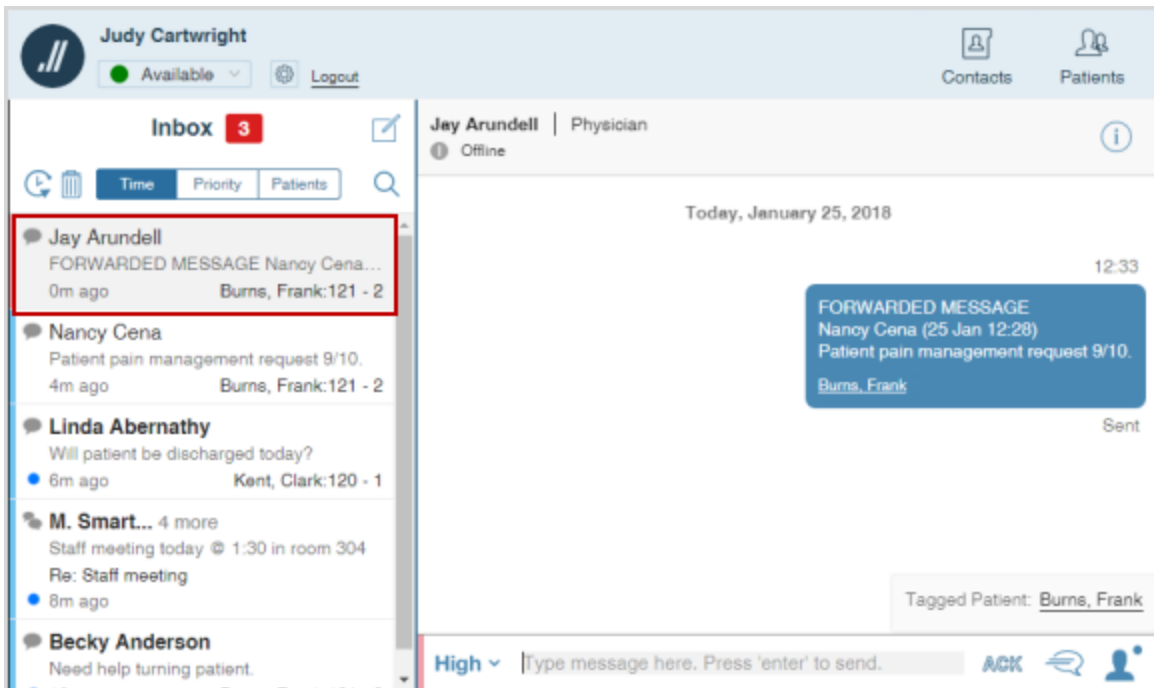 Judy Cartwright
Available
Logout
Contacts
Patients
Inbox 3
Time Priority Patients
Jay Arundell
FORWARDED MESSAGE Nancy Cena...
0m ago Burns, Frank:121 - 2
Nancy Cena
Patient pain management request 9/10.
4m ago Burns, Frank:121 - 2
Linda Abernathy
Will patient be discharged today?
6m ago Kent, Clark:120 - 1
M. Smart... 4 more
Staff meeting today @ 1:30 in room 304
Re: Staff meeting
8m ago
Becky Anderson
Need help turning patient.
Jay Arundell | Physician
Offline
Today, January 25, 2018
12:33
FORWARDED MESSAGE
Nancy Cena (25 Jan 12:28)
Patient pain management request 9/10.
Burns, Frank
Sent
Tagged Patient: Burns, Frank
High Type message here. Press 'enter' to send. ACK